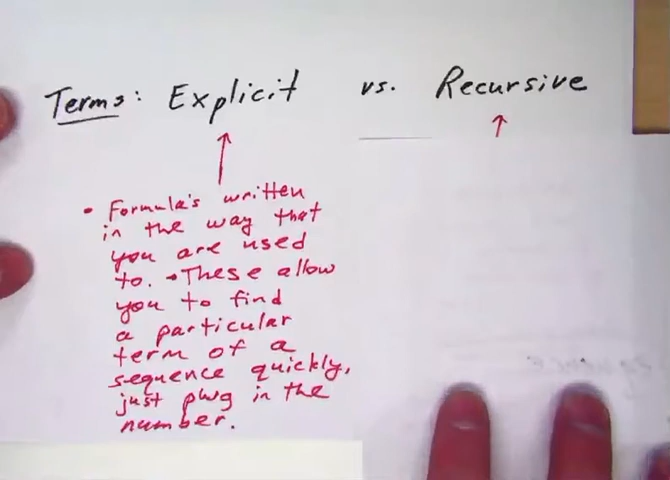 Terms: Explicit vs. Recursive
• Formula's written
in the way that
you are used
to. • These allow
you to find
a particular
term of a
sequence quickly,
just plug in the
number.